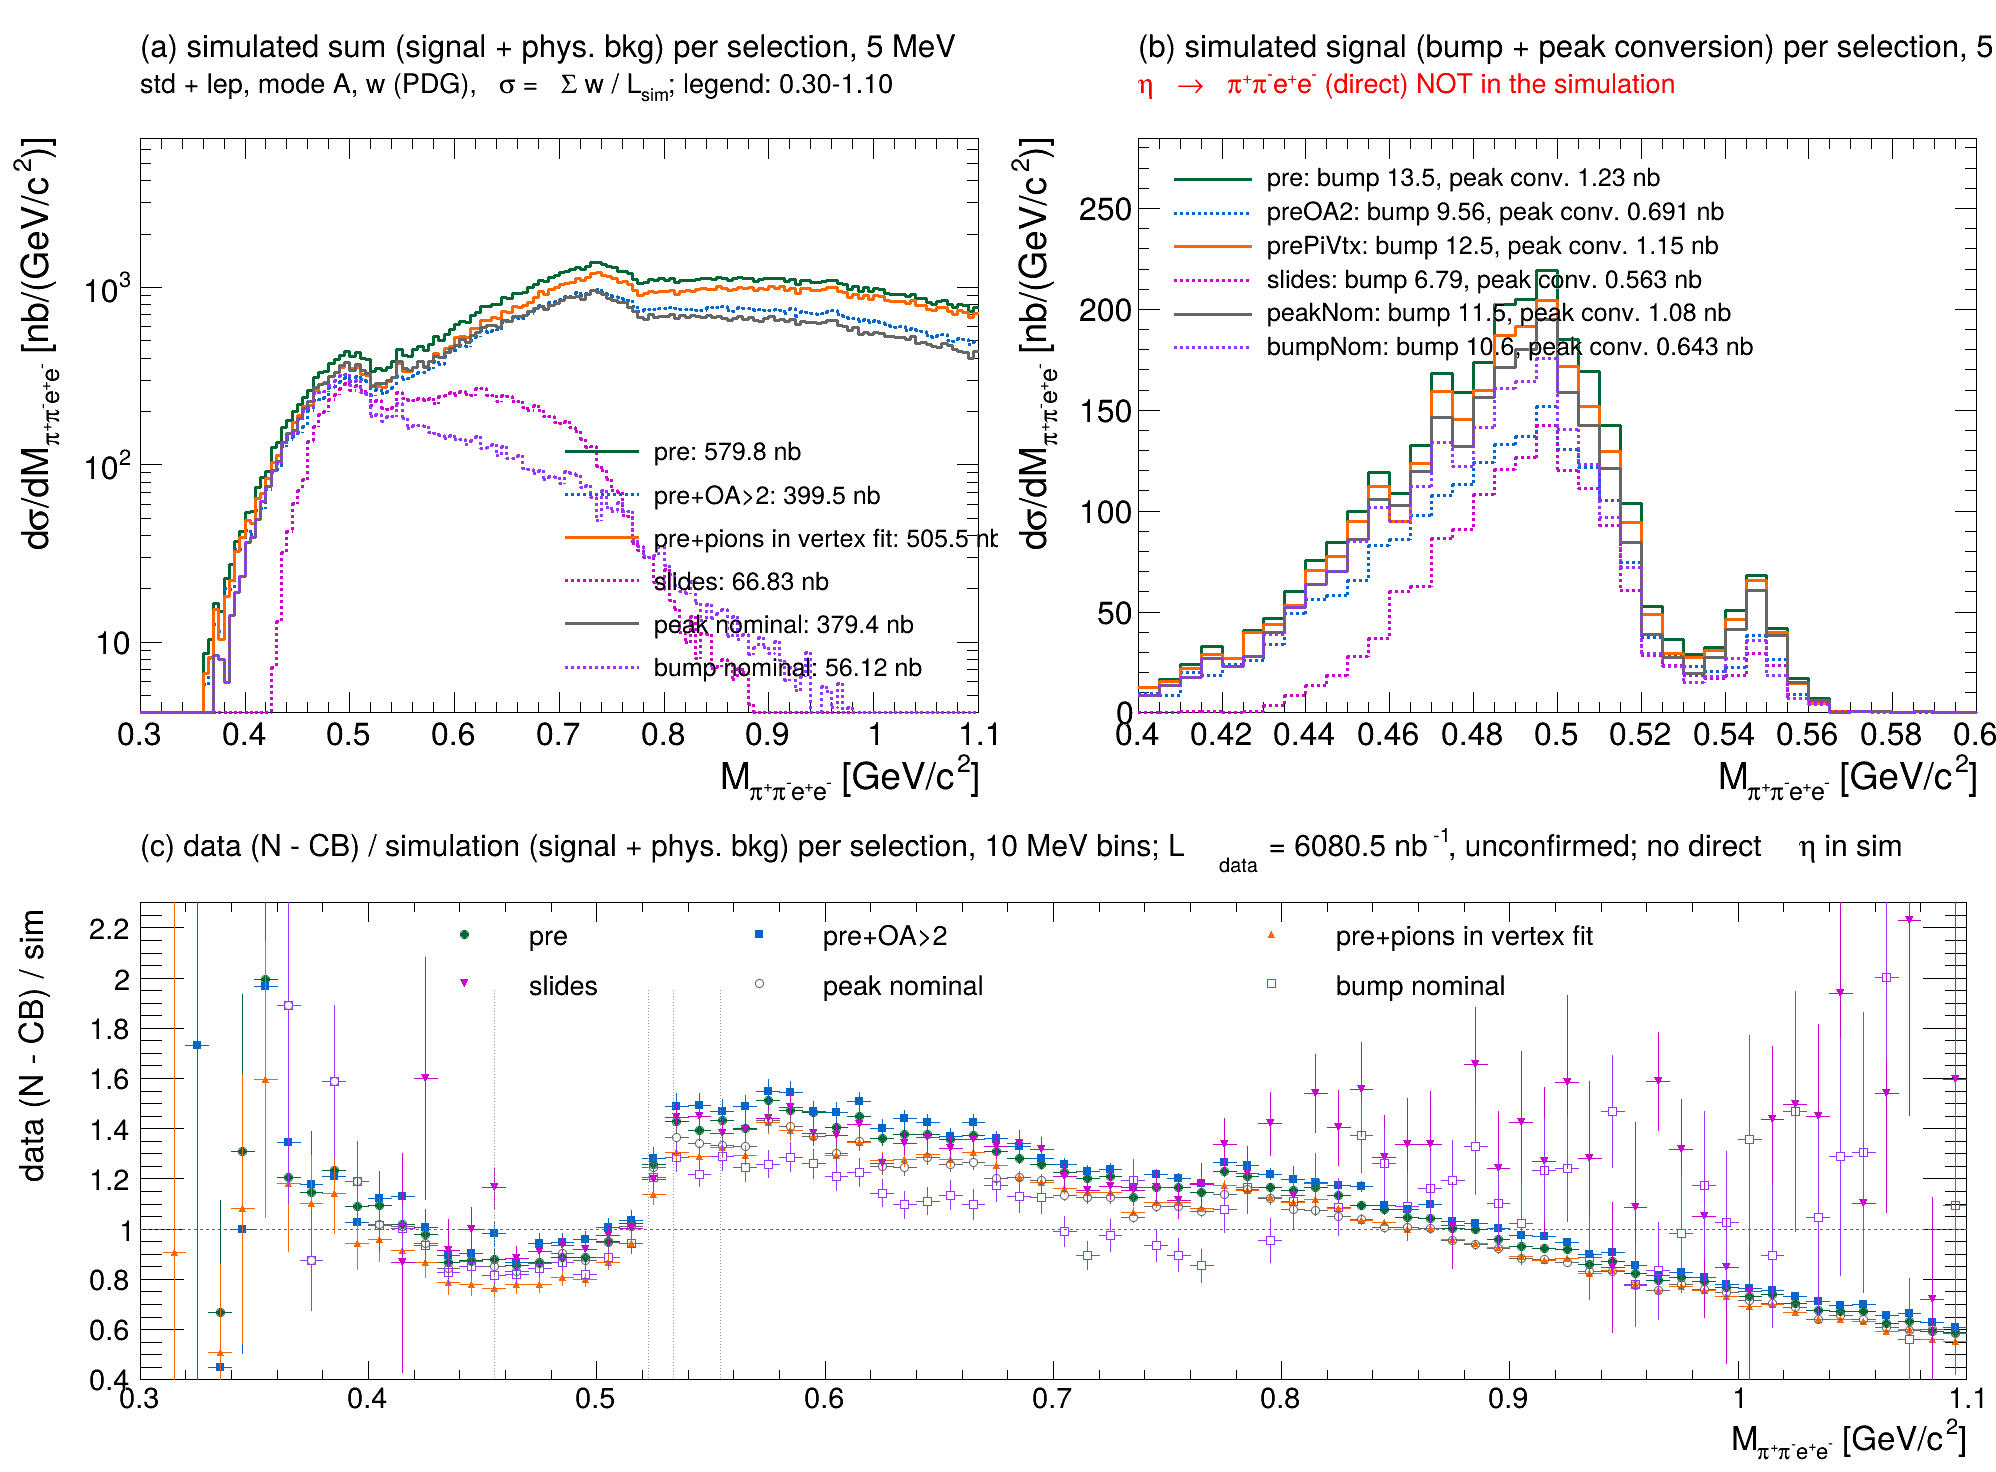 (a) simulated sum (signal + phys. bkg) per selection, 5 MeV
std + lep, mode A, w (PDG), σ = Σ w / Lsim; legend: 0.30-1.10
dσ/dMπ+π-e+e- [nb/(GeV/c2)]
103
102
10
pre: 579.8 nb
pre+OA>2: 399.5 nb
pre+pions in vertex fit: 505.5 nb
slides: 66.83 nb
peak nominal: 379.4 nb
bump nominal: 56.12 nb
0.3 0.4 0.5 0.6 0.7 0.8 0.9 1 1.1
Mπ+π-e+e- [GeV/c2]
(b) simulated signal (bump + peak conversion) per selection, 5
η → π+π-e+e- (direct) NOT in the simulation
dσ/dMπ+π-e+e- [nb/(GeV/c2)]
250
200
150
100
50
0
pre: bump 13.5, peak conv. 1.23 nb
preOA2: bump 9.56, peak conv. 0.691 nb
prePiVtx: bump 12.5, peak conv. 1.15 nb
slides: bump 6.79, peak conv. 0.563 nb
peakNom: bump 11.5, peak conv. 1.08 nb
bumpNom: bump 10.6, peak conv. 0.643 nb
0.4 0.42 0.44 0.46 0.48 0.5 0.52 0.54 0.56 0.58 0.6
Mπ+π-e+e- [GeV/c2]
(c) data (N - CB) / simulation (signal + phys. bkg) per selection, 10 MeV bins; L data = 6080.5 nb-1, unconfirmed; no direct η in sim
data (N - CB) / sim
2.2
2
1.8
1.6
1.4
1.2
1
0.8
0.6
0.4
pre pre+OA>2 pre+pions in vertex fit
slides peak nominal bump nominal
0.3 0.4 0.5 0.6 0.7 0.8 0.9 1 1.1
Mπ+π-e+e- [GeV/c2]